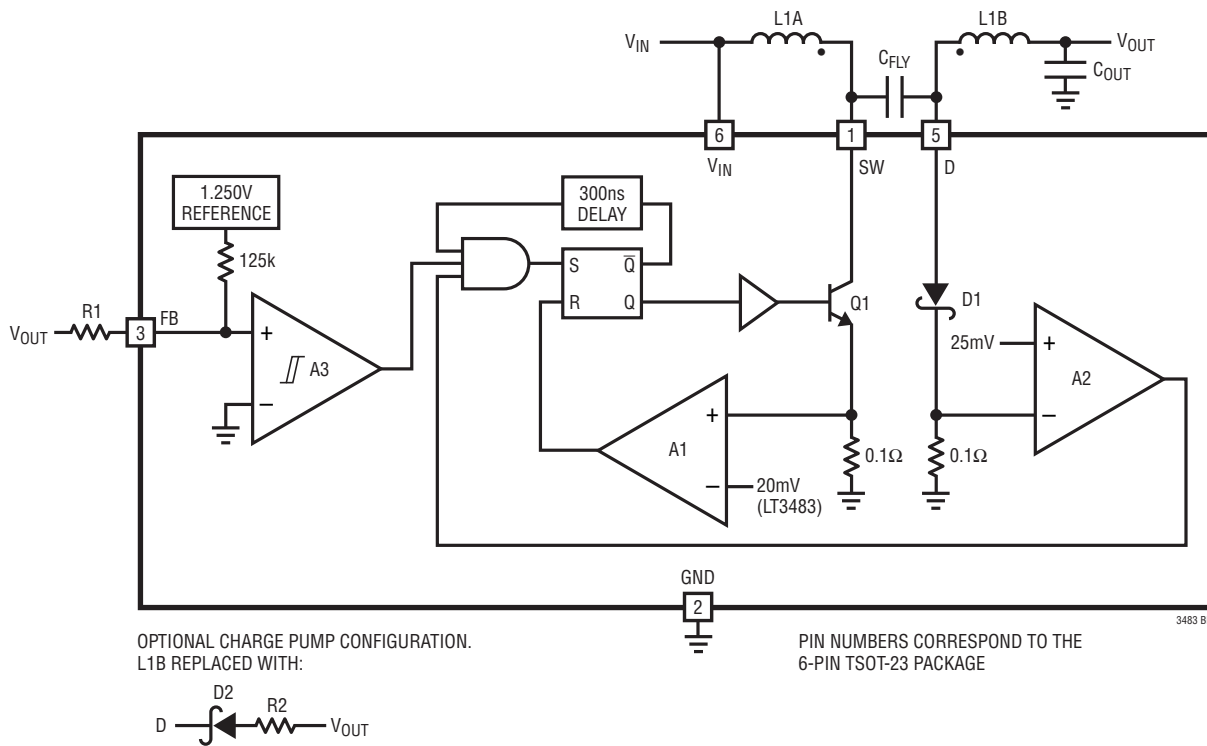 L1A
L1B
VIN
VOUT
CFLY
COUT
6
1
5
VIN
SW
D
1.250V
REFERENCE
300ns
DELAY
125k
S
Q̅
R
Q
Q1
D1
R1
FB
VOUT
3
+
A3
−
25mV
+
A2
−
A1
+
−
20mV
(LT3483)
0.1Ω
0.1Ω
GND
2
3483 B
OPTIONAL CHARGE PUMP CONFIGURATION.
L1B REPLACED WITH:
PIN NUMBERS CORRESPOND TO THE
6-PIN TSOT-23 PACKAGE
D2
R2
D
VOUT